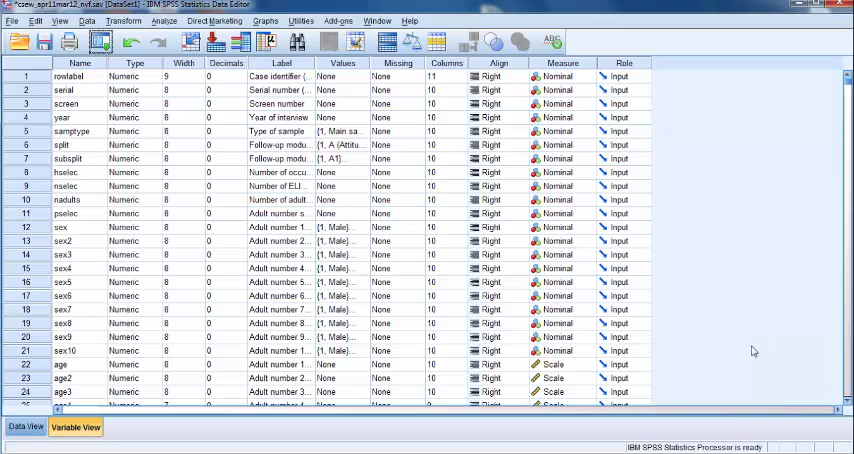 *csew_apr11mar12_nvf.sav [DataSet1] - IBM SPSS Statistics Data Editor
File Edit View Data Transform Analyze Direct Marketing Graphs Utilities Add-ons Window Help
Name Type Width Decimals Label Values Missing Columns Align Measure Role
1 rowlabel Numeric 9 0 Case identifier (... None None 11 Right Nominal Input
2 serial Numeric 8 0 Serial number (... None None 10 Right Nominal Input
3 screen Numeric 8 0 Screen number None None 10 Right Nominal Input
4 year Numeric 8 0 Year of interview None None 10 Right Nominal Input
5 samptype Numeric 8 0 Type of sample {1, Main sa... None 10 Right Nominal Input
6 split Numeric 8 0 Follow-up modu... {1, A (Attitu... None 10 Right Nominal Input
7 subsplit Numeric 8 0 Follow-up modu... {1, A1}... None 10 Right Nominal Input
8 hselec Numeric 8 0 Number of occu... None None 10 Right Nominal Input
9 nselec Numeric 8 0 Number of ELI... None None 10 Right Nominal Input
10 nadults Numeric 8 0 Number of adult... None None 10 Right Nominal Input
11 pselec Numeric 8 0 Adult number s... None None 10 Right Nominal Input
12 sex Numeric 8 0 Adult number 1... {1, Male}... None 10 Right Nominal Input
13 sex2 Numeric 8 0 Adult number 2... {1, Male}... None 10 Right Nominal Input
14 sex3 Numeric 8 0 Adult number 3... {1, Male}... None 10 Right Nominal Input
15 sex4 Numeric 8 0 Adult number 4... {1, Male}... None 10 Right Nominal Input
16 sex5 Numeric 8 0 Adult number 5... {1, Male}... None 10 Right Nominal Input
17 sex6 Numeric 8 0 Adult number 6... {1, Male}... None 10 Right Nominal Input
18 sex7 Numeric 8 0 Adult number 7... {1, Male}... None 10 Right Nominal Input
19 sex8 Numeric 8 0 Adult number 8... {1, Male}... None 10 Right Nominal Input
20 sex9 Numeric 8 0 Adult number 9... {1, Male}... None 10 Right Nominal Input
21 sex10 Numeric 8 0 Adult number 1... {1, Male}... None 10 Right Nominal Input
22 age Numeric 8 0 Adult number 1... None None 10 Right Scale Input
23 age2 Numeric 8 0 Adult number 2... None None 10 Right Scale Input
24 age3 Numeric 8 0 Adult number 3... None None 10 Right Scale Input
Data View Variable View
IBM SPSS Statistics Processor is ready